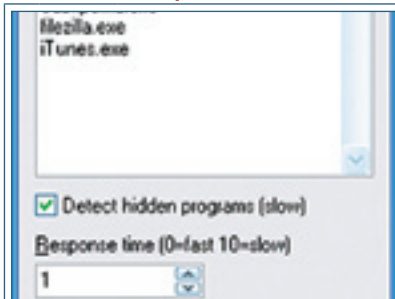 filezilla.exe
iTunes.exe
Detect hidden programs (slow)
Response time (0=fast 10=slow)
1